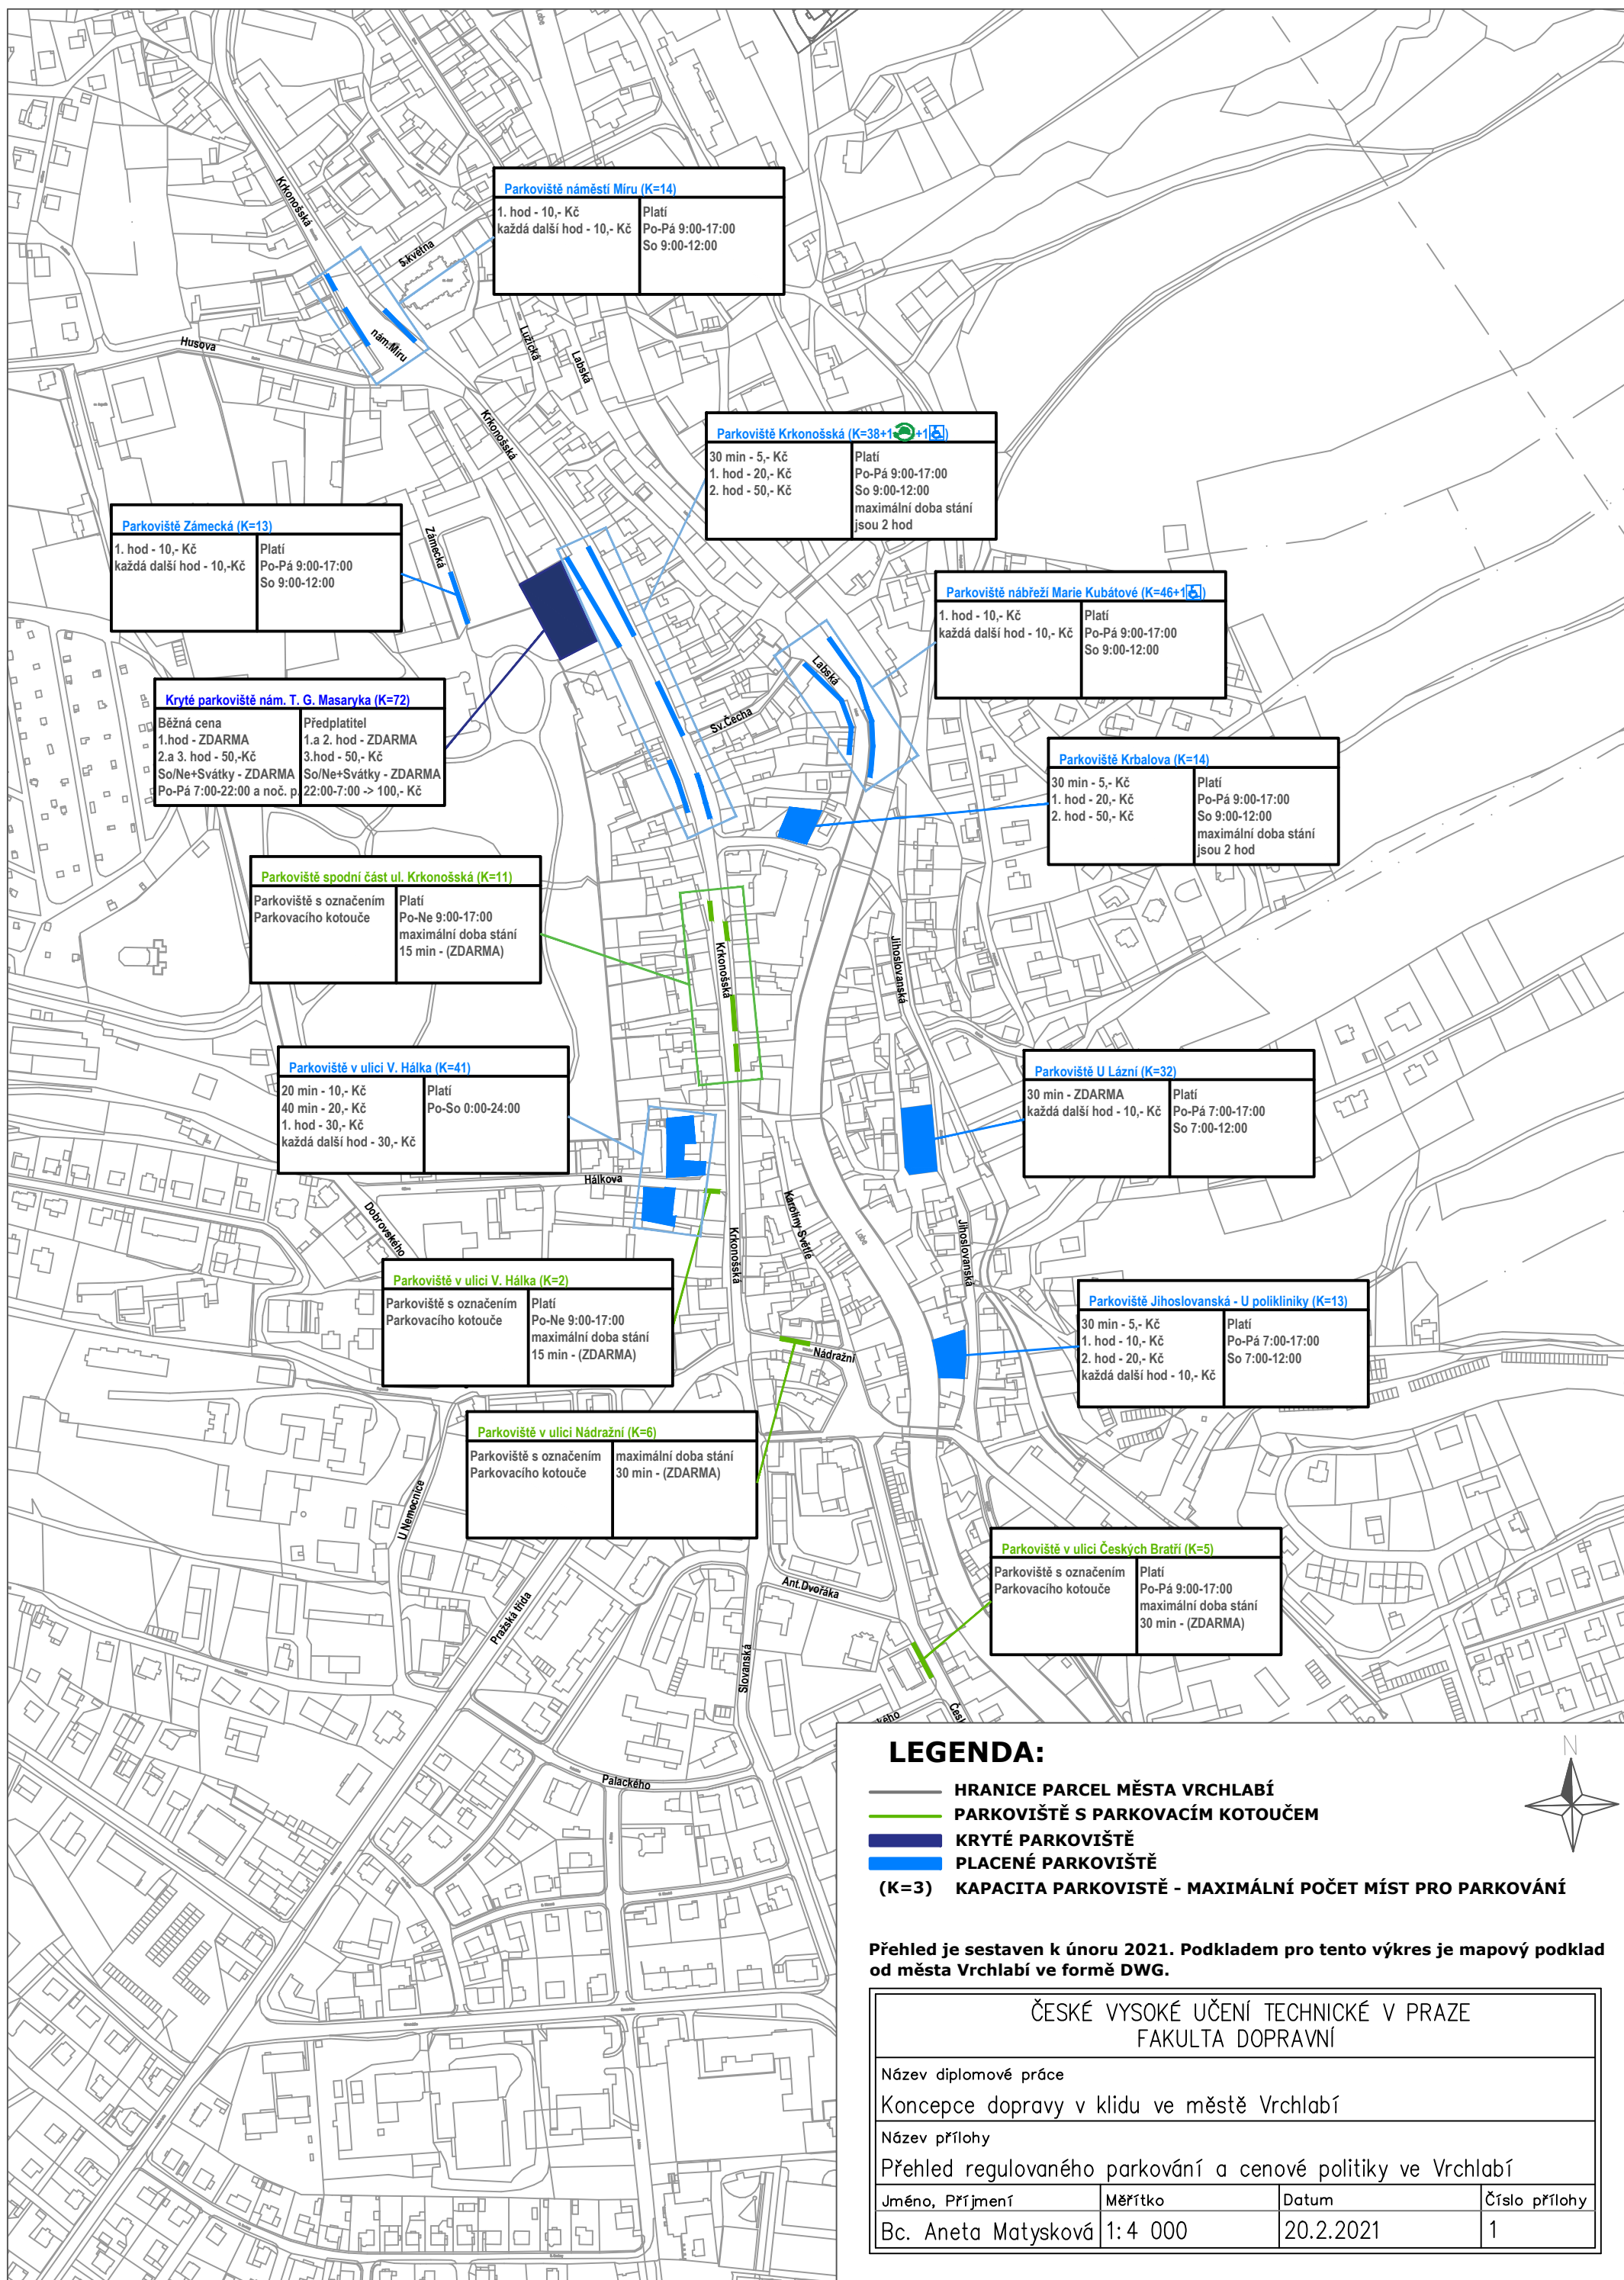 Krkonošská
5.května
nám.Míru
Husova
Lužická
Labská
Krkonošská
Parkoviště náměstí Míru (K=14)
1. hod - 10,- Kč
každá další hod - 10,- Kč
Platí
Po-Pá 9:00-17:00
So 9:00-12:00
Parkoviště Krkonošská (K=38+1+1)
30 min - 5,- Kč
1. hod - 20,- Kč
2. hod - 50,- Kč
Platí
Po-Pá 9:00-17:00
So 9:00-12:00
maximální doba stání
jsou 2 hod
Parkoviště Zámecká (K=13)
1. hod - 10,- Kč
každá další hod - 10,-Kč
Platí
Po-Pá 9:00-17:00
So 9:00-12:00
Zámecká
Parkoviště nábřeží Marie Kubátové (K=46+1)
1. hod - 10,- Kč
každá další hod - 10,- Kč
Platí
Po-Pá 9:00-17:00
So 9:00-12:00
Labská
Sv.Čecha
Kryté parkoviště nám. T. G. Masaryka (K=72)
Běžná cena
1.hod - ZDARMA
2.a 3. hod - 50,-Kč
So/Ne+Svátky - ZDARMA
Po-Pá 7:00-22:00 a noč. p.
Předplatitel
1.a 2. hod - ZDARMA
3.hod - 50,- Kč
So/Ne+Svátky - ZDARMA
22:00-7:00 -> 100,- Kč
Parkoviště Krbalova (K=14)
30 min - 5,- Kč
1. hod - 20,- Kč
2. hod - 50,- Kč
Platí
Po-Pá 9:00-17:00
So 9:00-12:00
maximální doba stání
jsou 2 hod
Parkoviště spodní část ul. Krkonošská (K=11)
Parkoviště s označením
Parkovacího kotouče
Platí
Po-Ne 9:00-17:00
maximální doba stání
15 min - (ZDARMA)
Krkonošská
Jihoslovanská
Parkoviště v ulici V. Hálka (K=41)
20 min - 10,- Kč
40 min - 20,- Kč
1. hod - 30,- Kč
každá další hod - 30,- Kč
Platí
Po-So 0:00-24:00
Parkoviště U Lázní (K=32)
30 min - ZDARMA
každá další hod - 10,- Kč
Platí
Po-Pá 7:00-17:00
So 7:00-12:00
Hálkova
Dobrovského
Krkonošská
Karoliny Světlé
Labe
Jihoslovanská
Parkoviště v ulici V. Hálka (K=2)
Parkoviště s označením
Parkovacího kotouče
Platí
Po-Ne 9:00-17:00
maximální doba stání
15 min - (ZDARMA)
Parkoviště Jihoslovanská - U polikliniky (K=13)
30 min - 5,- Kč
1. hod - 10,- Kč
2. hod - 20,- Kč
každá další hod - 10,- Kč
Platí
Po-Pá 7:00-17:00
So 7:00-12:00
Nádražní
Parkoviště v ulici Nádražní (K=6)
Parkoviště s označením
Parkovacího kotouče
maximální doba stání
30 min - (ZDARMA)
U Nemocnice
Pražská třída
Parkoviště v ulici Českých Bratří (K=5)
Parkoviště s označením
Parkovacího kotouče
Platí
Po-Pá 9:00-17:00
maximální doba stání
30 min - (ZDARMA)
Ant.Dvořáka
Slovanská
Palackého
LEGENDA:
N
HRANICE PARCEL MĚSTA VRCHLABÍ
PARKOVIŠTĚ S PARKOVACÍM KOTOUČEM
KRYTÉ PARKOVIŠTĚ
PLACENÉ PARKOVIŠTĚ
(K=3) KAPACITA PARKOVISTĚ - MAXIMÁLNÍ POČET MÍST PRO PARKOVÁNÍ
Přehled je sestaven k únoru 2021. Podkladem pro tento výkres je mapový podklad
od města Vrchlabí ve formě DWG.
ČESKÉ VYSOKÉ UČENÍ TECHNICKÉ V PRAZE
FAKULTA DOPRAVNÍ
Název diplomové práce
Koncepce dopravy v klidu ve městě Vrchlabí
Název přílohy
Přehled regulovaného parkování a cenové politiky ve Vrchlabí
Jméno, Příjmení Měřítko Datum Číslo přílohy
Bc. Aneta Matysková 1:4 000 20.2.2021 1